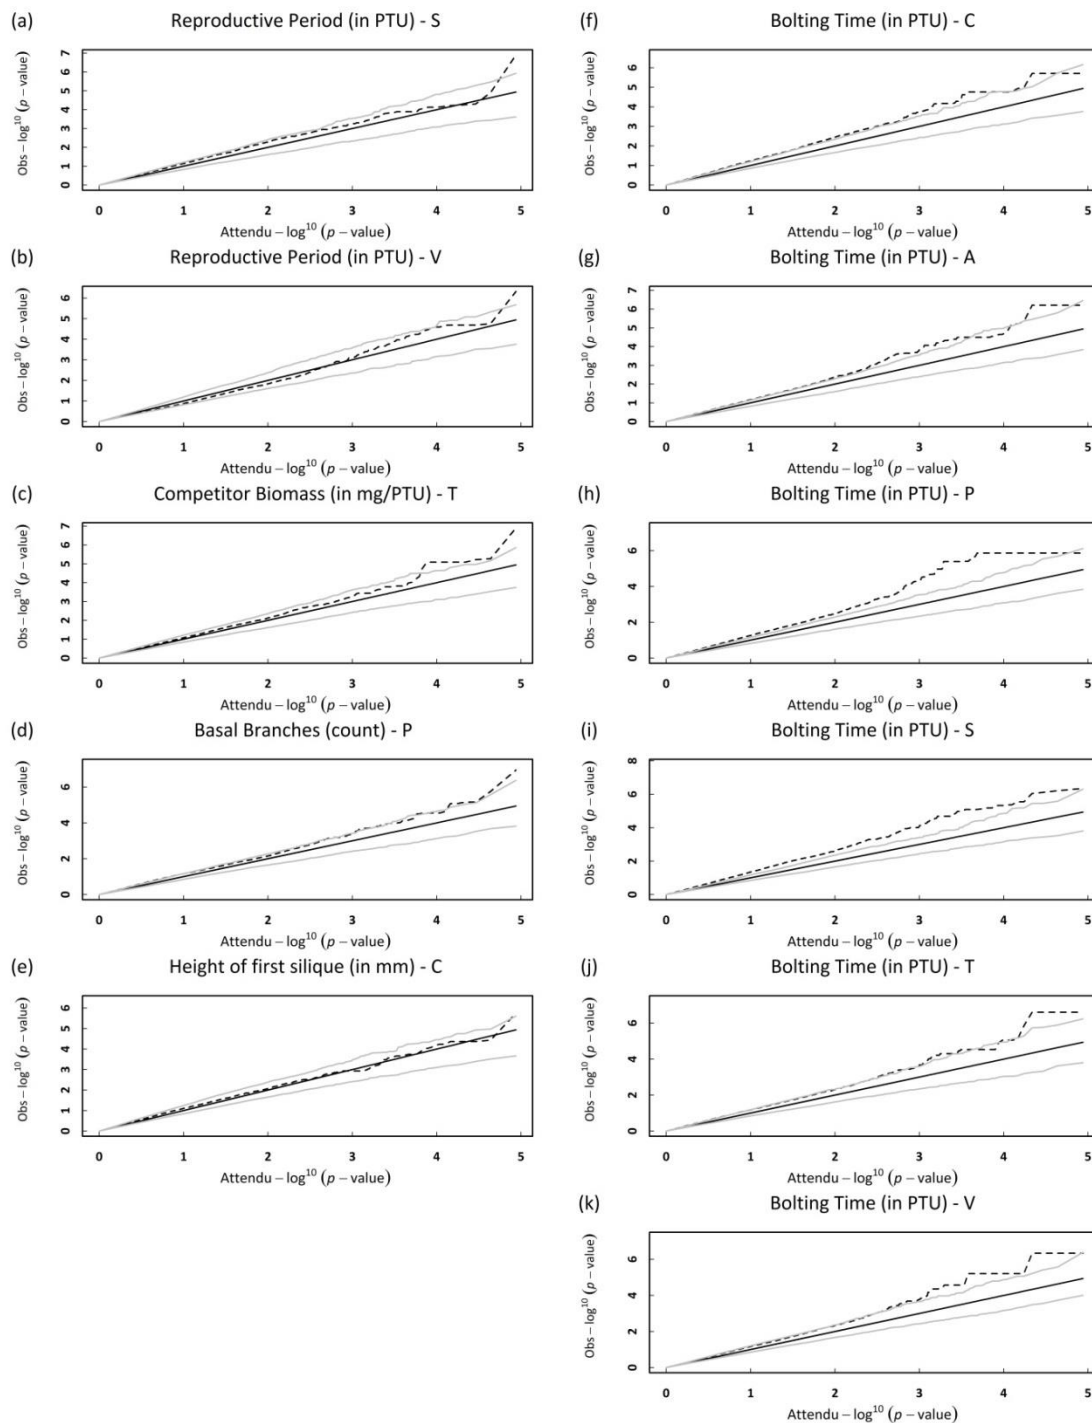 (a) Reproductive Period (in PTU) - S
Obs – log¹⁰ (p – value)
0 1 2 3 4 5 6 7
0 1 2 3 4 5
Attendu – log¹⁰ (p – value)
(b) Reproductive Period (in PTU) - V
Obs – log¹⁰ (p – value)
0 1 2 3 4 5 6
0 1 2 3 4 5
Attendu – log¹⁰ (p – value)
(c) Competitor Biomass (in mg/PTU) - T
Obs – log¹⁰ (p – value)
0 1 2 3 4 5 6 7
0 1 2 3 4 5
Attendu – log¹⁰ (p – value)
(d) Basal Branches (count) - P
Obs – log¹⁰ (p – value)
0 2 4 6
0 1 2 3 4 5
Attendu – log¹⁰ (p – value)
(e) Height of first silique (in mm) - C
Obs – log¹⁰ (p – value)
0 1 2 3 4 5 6
0 1 2 3 4 5
Attendu – log¹⁰ (p – value)
(f) Bolting Time (in PTU) - C
Obs – log¹⁰ (p – value)
0 1 2 3 4 5 6
0 1 2 3 4 5
Attendu – log¹⁰ (p – value)
(g) Bolting Time (in PTU) - A
Obs – log¹⁰ (p – value)
0 1 2 3 4 5 6 7
0 1 2 3 4 5
Attendu – log¹⁰ (p – value)
(h) Bolting Time (in PTU) - P
Obs – log¹⁰ (p – value)
0 2 4 6
0 1 2 3 4 5
Attendu – log¹⁰ (p – value)
(i) Bolting Time (in PTU) - S
Obs – log¹⁰ (p – value)
0 2 4 6 8
0 1 2 3 4 5
Attendu – log¹⁰ (p – value)
(j) Bolting Time (in PTU) - T
Obs – log¹⁰ (p – value)
0 2 4 6
0 1 2 3 4 5
Attendu – log¹⁰ (p – value)
(k) Bolting Time (in PTU) - V
Obs – log¹⁰ (p – value)
0 2 4 6
0 1 2 3 4 5
Attendu – log¹⁰ (p – value)